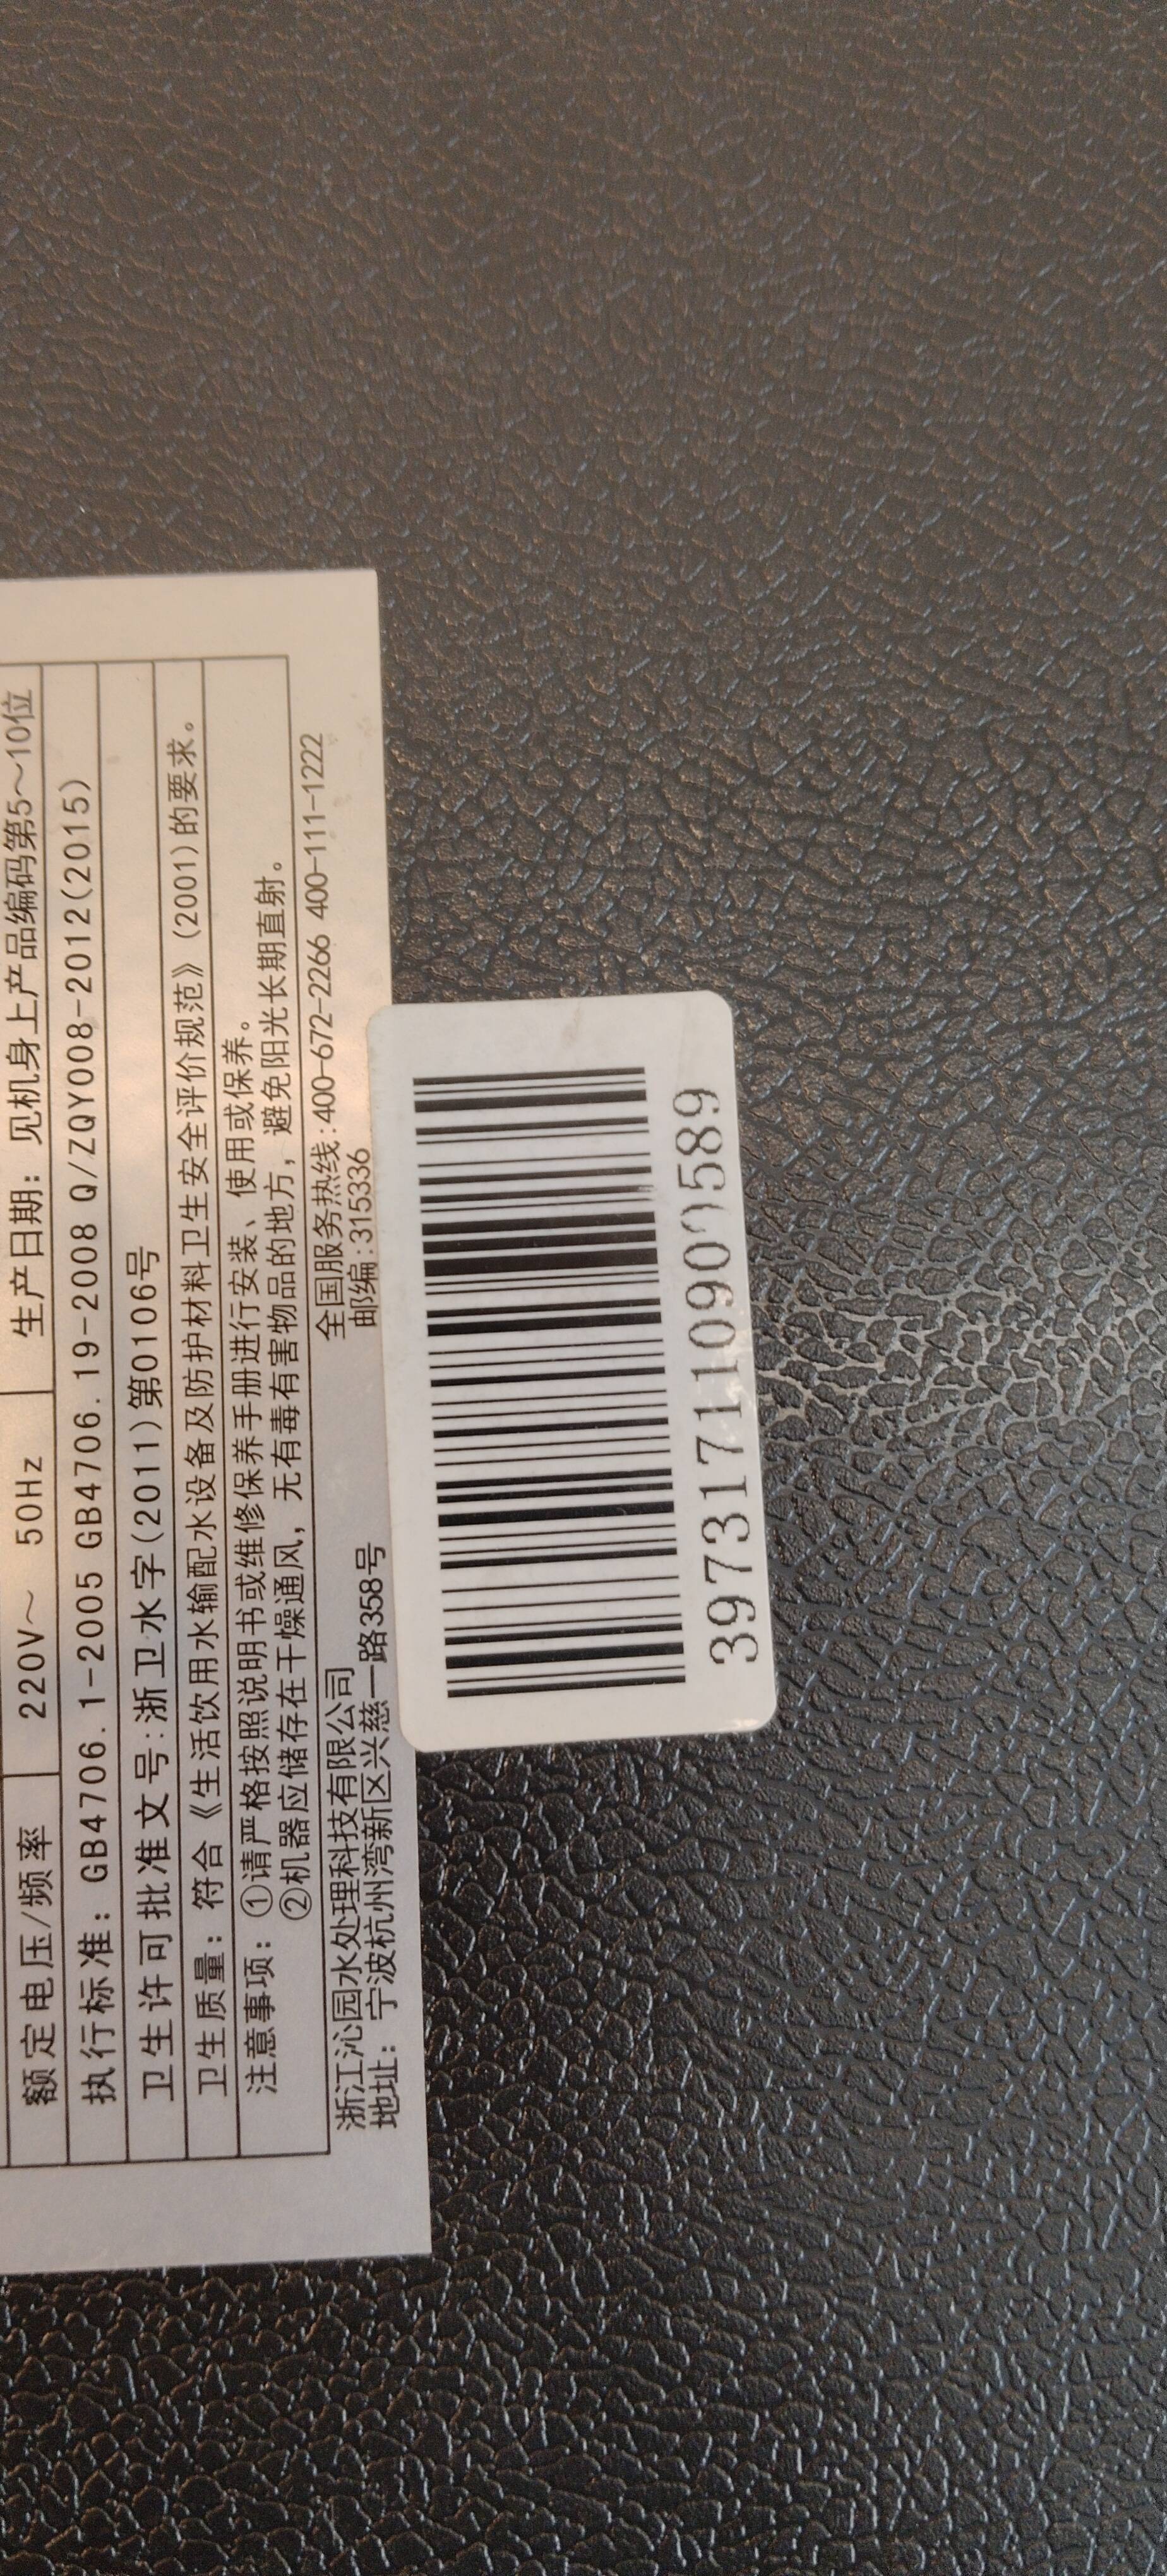 额定电压/频率 220V～ 50Hz 生产日期：见机身上产品编码第5～10位
执行标准：GB4706.1-2005 GB4706.19-2008 Q/ZQY008-2012(2015)
卫生许可批准文号:浙卫水字(2011)第0106号
卫生质量：符合《生活饮用水输配水设备及防护材料卫生安全评价规范》(2001)的要求。
注意事项：①请严格按照说明书或维修保养手册进行安装、使用或保养。
②机器应储存在干燥通风，无有毒有害物品的地方，避免阳光长期直射。
浙江沁园水处理科技有限公司 全国服务热线:400-672-2266 400-111-1222
地址：宁波杭州湾新区兴慈一路358号 邮编:315336
397317110900589